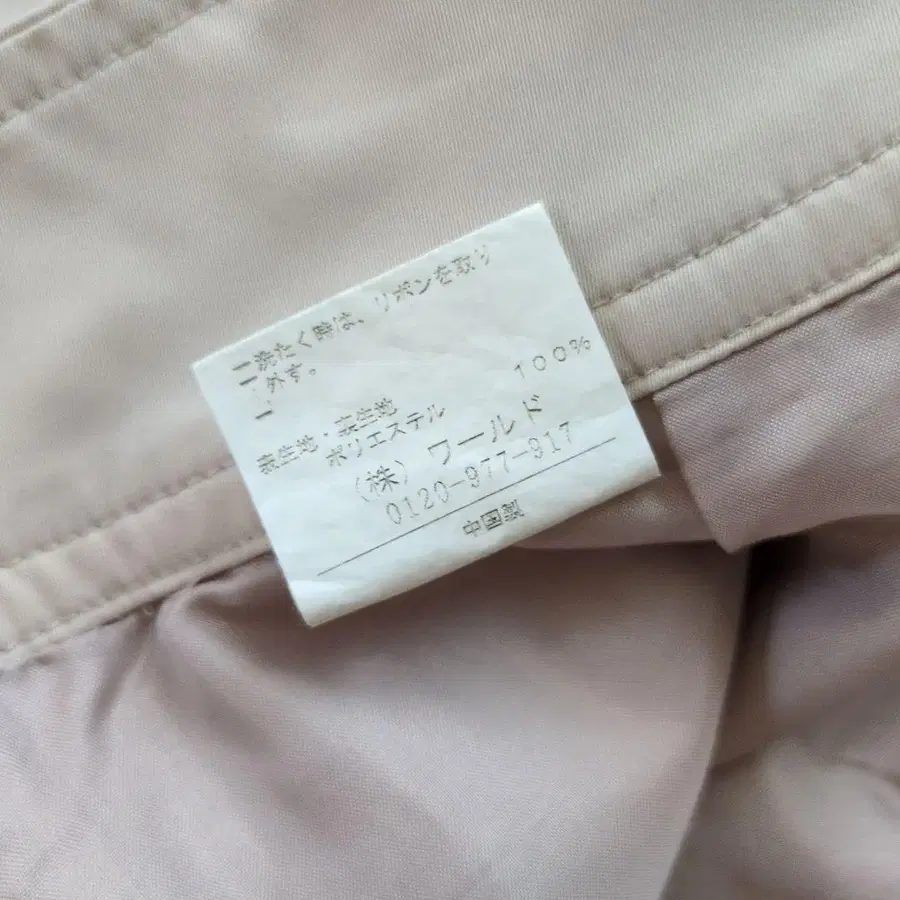 洗たく時は、リボンを取り
外す。
表生地・表生地
ポリエステル 100%
(株) ワールド
0120-977-917
中国製